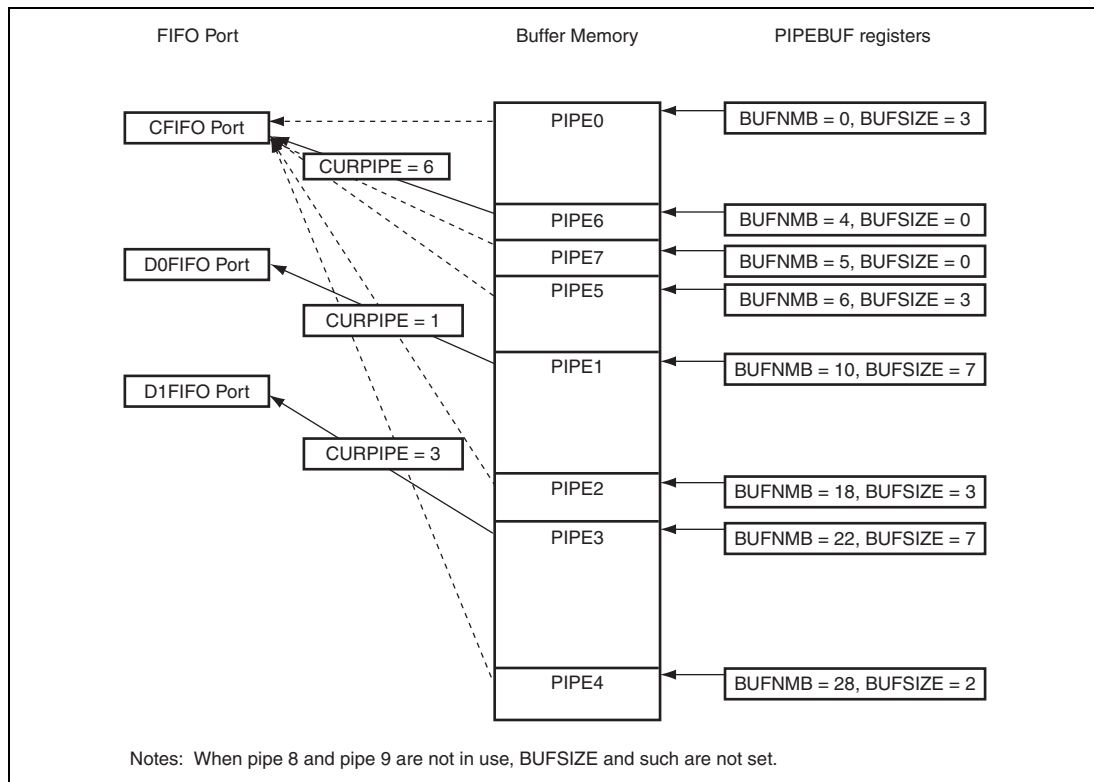 FIFO Port
Buffer Memory
PIPEBUF registers
CFIFO Port
PIPE0
BUFNMB = 0, BUFSIZE = 3
CURPIPE = 6
PIPE6
BUFNMB = 4, BUFSIZE = 0
D0FIFO Port
PIPE7
BUFNMB = 5, BUFSIZE = 0
PIPE5
BUFNMB = 6, BUFSIZE = 3
CURPIPE = 1
PIPE1
BUFNMB = 10, BUFSIZE = 7
D1FIFO Port
CURPIPE = 3
PIPE2
BUFNMB = 18, BUFSIZE = 3
PIPE3
BUFNMB = 22, BUFSIZE = 7
PIPE4
BUFNMB = 28, BUFSIZE = 2
Notes: When pipe 8 and pipe 9 are not in use, BUFSIZE and such are not set.